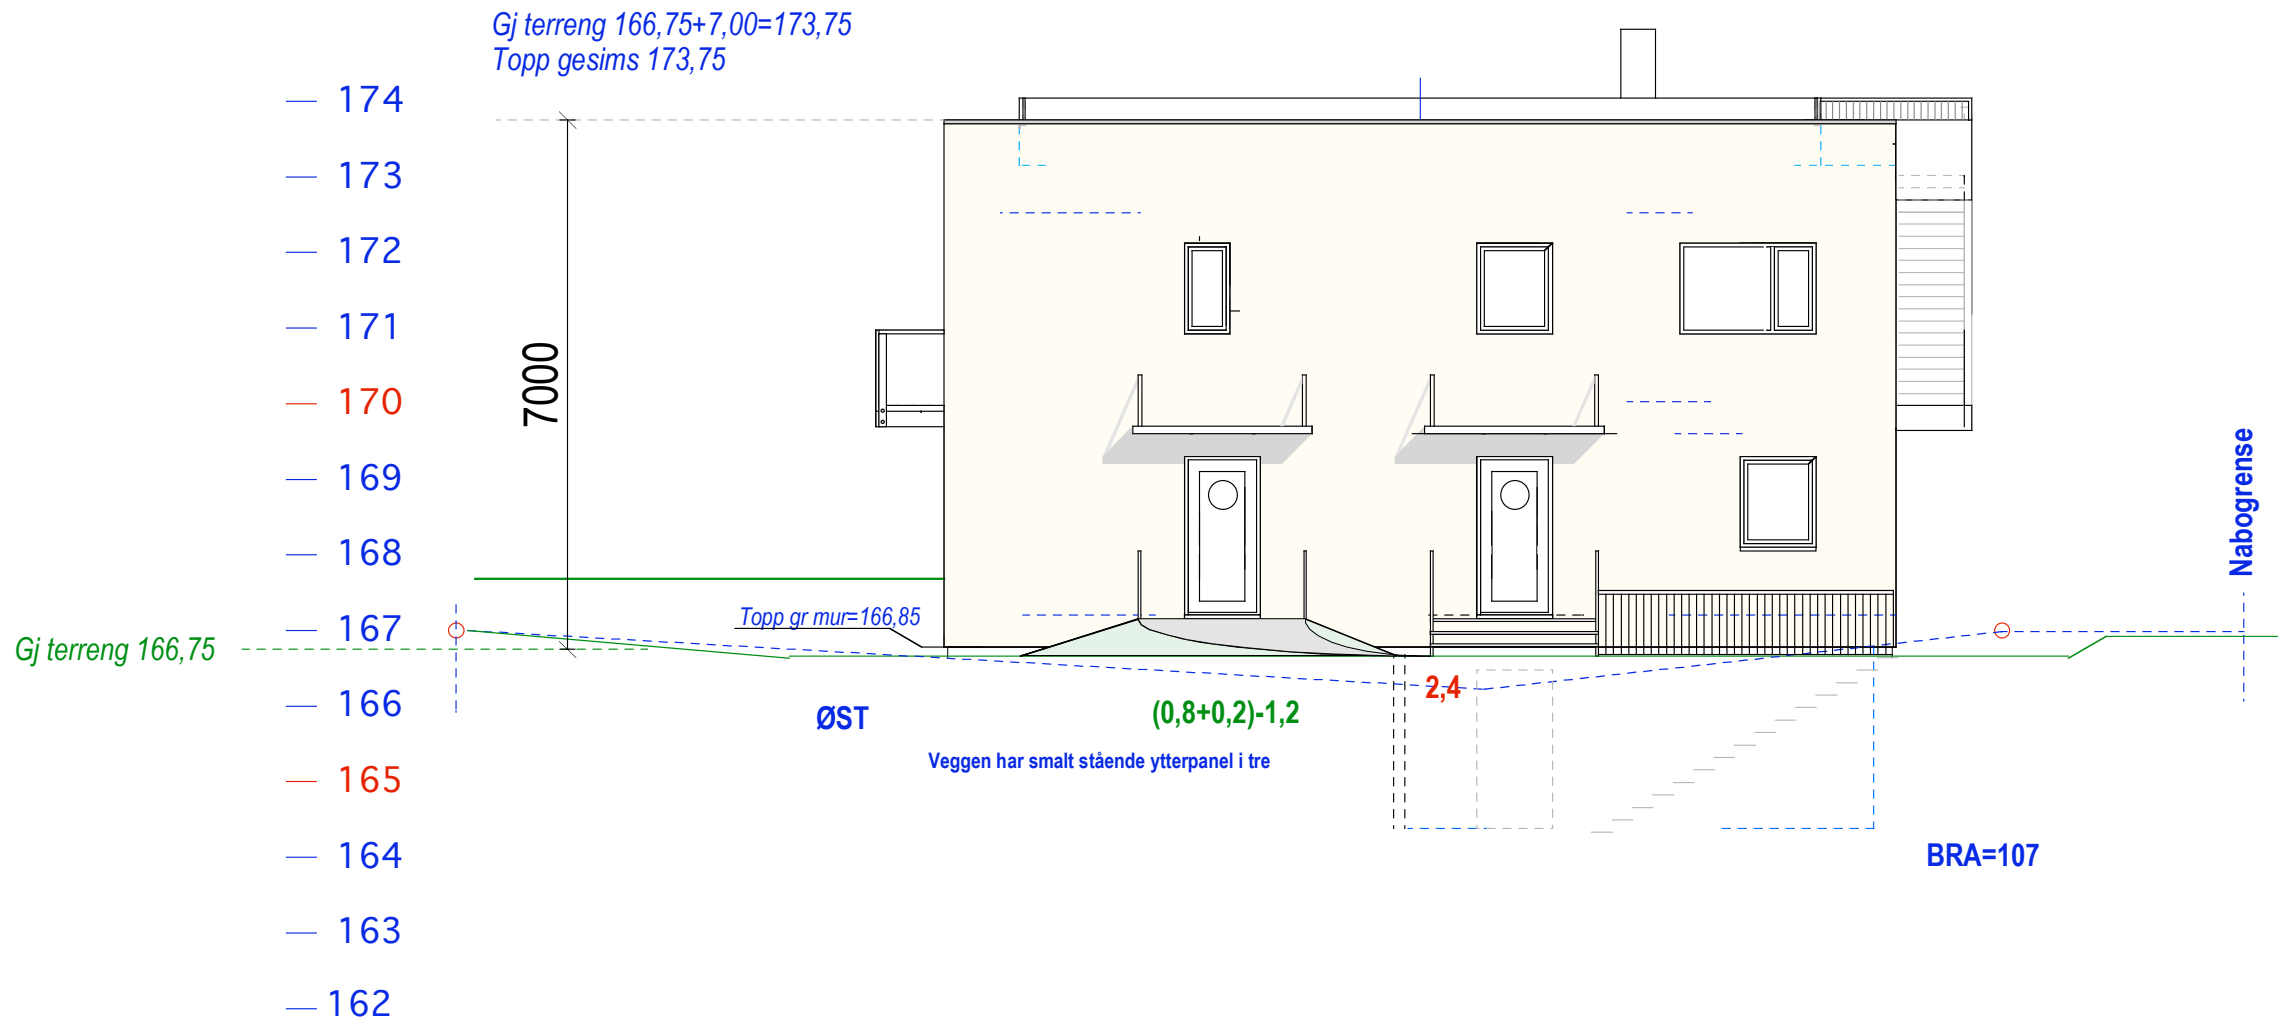 Gj terreng 166,75+7,00=173,75
Topp gesims 173,75
174
173
172
171
170
169
168
167
166
165
164
163
162
7000
Gj terreng 166,75
Topp gr mur=166,85
ØST
(0,8+0,2)-1,2
2,4
Veggen har smalt stående ytterpanel i tre
BRA=107
Nabogrense